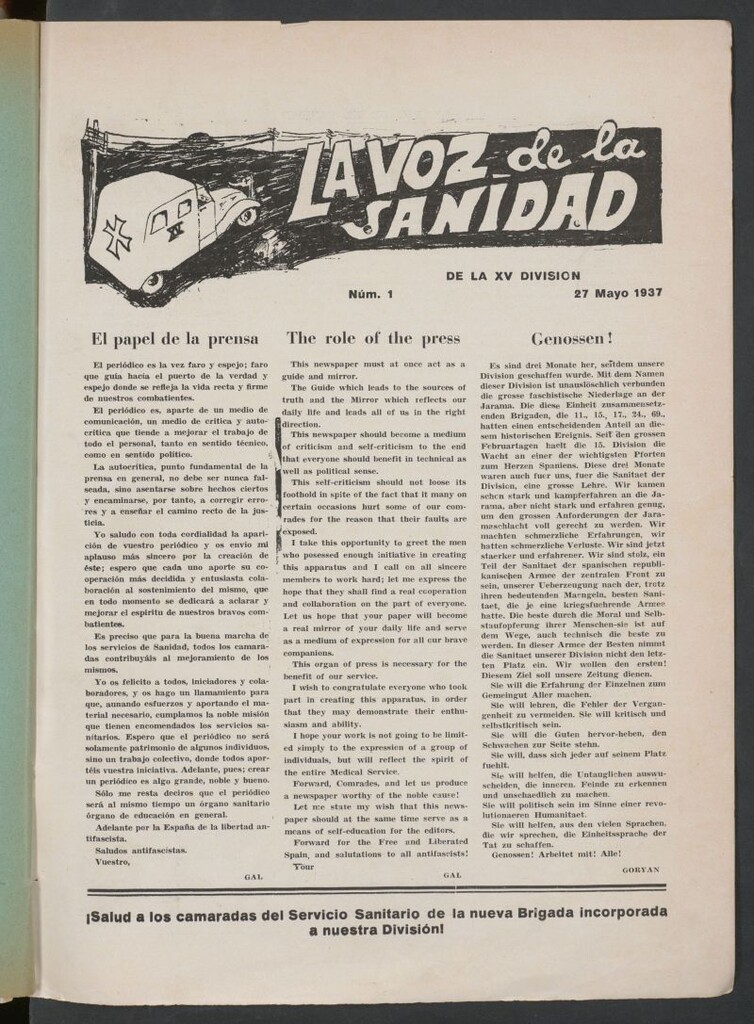 LA VOZ de la
SANIDAD
XV
DE LA XV DIVISION
Núm. 1
27 Mayo 1937
El papel de la prensa
El periódico es la vez faro y espejo; faro
que guia hacia el puerto de la verdad y
espejo donde se refleja la vida recta y firme
de nuestros combatientes.
El periódico es, aparte de un medio de
comunicación, un medio de critica y auto-
critica que tiende a mejorar el trabajo de
todo el personal, tanto en sentido técnico,
como en sentido político.
La autocritica, punto fundamental de la
prensa en general, no debe ser nunca fal-
seada, sino asentarse sobre hechos ciertos
y encaminarse, por tanto, a corregir erro-
res y a enseñar el camino recto de la jus-
ticia.
Yo saludo con toda cordialidad la apari-
ción de vuestro periódico y os envio mi
aplauso más sincero por la creación de
éste; espero que cada uno aporte su co-
operación más decidida y entusiasta cola-
boración al sostenimiento del mismo, que
en todo momento se dedicará a aclarar y
mejorar el espiritu de nuestros bravos com-
batientes.
Es preciso que para la buena marcha de
los servicios de Sanidad, todos los camara-
das contribuyáis al mejoramiento de los
mismos.
Yo os felicito a todos, iniciadores y cola-
boradores, y os hago un llamamiento para
que, aunando esfuerzos y aportando el ma-
terial necesario, cumplamos la noble misión
que tienen encomendados los servicios sa-
nitarios. Espero que el periódico no será
solamente patrimonio de algunos individuos,
sino un trabajo colectivo, donde todos apor-
téis vuestra iniciativa. Adelante, pues; crear
un periódico es algo grande, noble y bueno.
Sólo me resta deciros que el periódico
será al mismo tiempo un órgano sanitario
órgano de educación en general.
Adelante por la España de la libertad an-
tifascista.
Saludos antifascistas.
Vuestro,
GAL
The role of the press
This newspaper must at once act as a
guide and mirror.
The Guide which leads to the sources of
truth and the Mirror which reflects our
daily life and leads all of us in the right
direction.
This newspaper should become a medium
of criticism and self-criticism to the end
that everyone should benefit in technical as
well as political sense.
This self-criticism should not loose its
foothold in spite of the fact that it many on
certain occasions hurt some of our com-
rades for the reason that their faults are
exposed.
I take this opportunity to greet the men
who posessed enough initiative in creating
this apparatus and I call on all sincere
members to work hard; let me express the
hope that they shall find a real cooperation
and collaboration on the part of everyone.
Let us hope that your paper will become
a real mirror of your daily life and serve
as a medium of expression for all our brave
companions.
This organ of press is necessary for the
benefit of our service.
I wish to congratulate everyone who took
part in creating this apparatus, in order
that they may demonstrate their enthu-
siasm and ability.
I hope your werk is not going to be limit-
ed simply to the expression of a group of
individuals, but will reflect the spirit of
the entire Medical Service.
Forward, Comrades, and let us produce
a newspaper worthy of the noble cause!
Let me state my wish that this news-
paper should at the same time serve as a
means of self-education for the editors.
Forward for the Free and Liberated
Spain, and salutations to all antifascists!
Your
GAL
Genossen!
Es sind drei Monate her, seitdem unsere
Division geschaffen wurde. Mit dem Namen
dieser Division ist unausloschlich verbunden
die grosse faschistische Niederlage an der
Jarama. Die diese Einheit zusammensetz-
enden Brigaden, die 11., 15., 17., 24., 69.,
hatten einen entscheidenden Anteil an die-
sem historischen Ereignis. Seit den grossen
Februartagen haelt die 15. Division die
Wacht an einer der wichtigsten Pforten
zum Herzen Spaniens. Diese drei Monate
waren auch fuer uns, fuer die Sanitaet der
Division, eine grosse Lehre. Wir kamen
schon stark und kampferfahren an die Ja-
rama, aber nicht stark und erfahren genug,
um den grossen Anforderungen der Jara-
maschlacht voll gerecht zu werden. Wir
machten schmerzliche Erfahrungen, wir
hatten schmerzliche Verluste. Wir sind jetzt
staerker und erfahrener. Wir sind stolz, ein
Teil der Sanitaet der spanischen republi-
kanischen Armee der zentralen Front zu
sein, unserer Ueberzeugung nach der, trotz
ihren bedeutenden Maengeln, besten Sani-
taet, die je eine kriegsfuehrende Armee
hatte. Die beste durch die Moral und Selb-
staufopferung ihrer Menschen-sie ist auf
dem Wege, auch technisch die beste zu
werden. In dieser Armee der Besten nimmt
die Sanitaet unserer Division nicht den letz-
ten Platz ein. Wir wollen den ersten!
Diesem Ziel soll unsere Zeitung dienen.
Sie will die Erfahrung der Einzelnen zum
Gemeingut Aller machen.
Sie will lehren, die Fehler der Vergan-
genheit zu vermeiden. Sie will kritisch und
selbstkritisch sein.
Sie will die Guten hervor-heben, den
Schwachen zur Seite stehn.
Sie will, dass sich jeder auf seinem Platz
fuehlt.
Sie will helfen, die Untauglichen auswu-
scheiden, die inneren. Feinde zu erkennen
und unschaedlich zu machen.
Sie will politisch sein im Sinne einer revo-
lutionaeren Humanitaet.
Sie will helfen, aus den vielen Sprachen,
die wir sprechen, die Einheitssprache der
Tat zu schaffen.
Genossen! Arbeitet mit! Alle!
GORYAN
¡Salud a los camaradas del Servicio Sanitario de la nueva Brigada incorporada
a nuestra División!